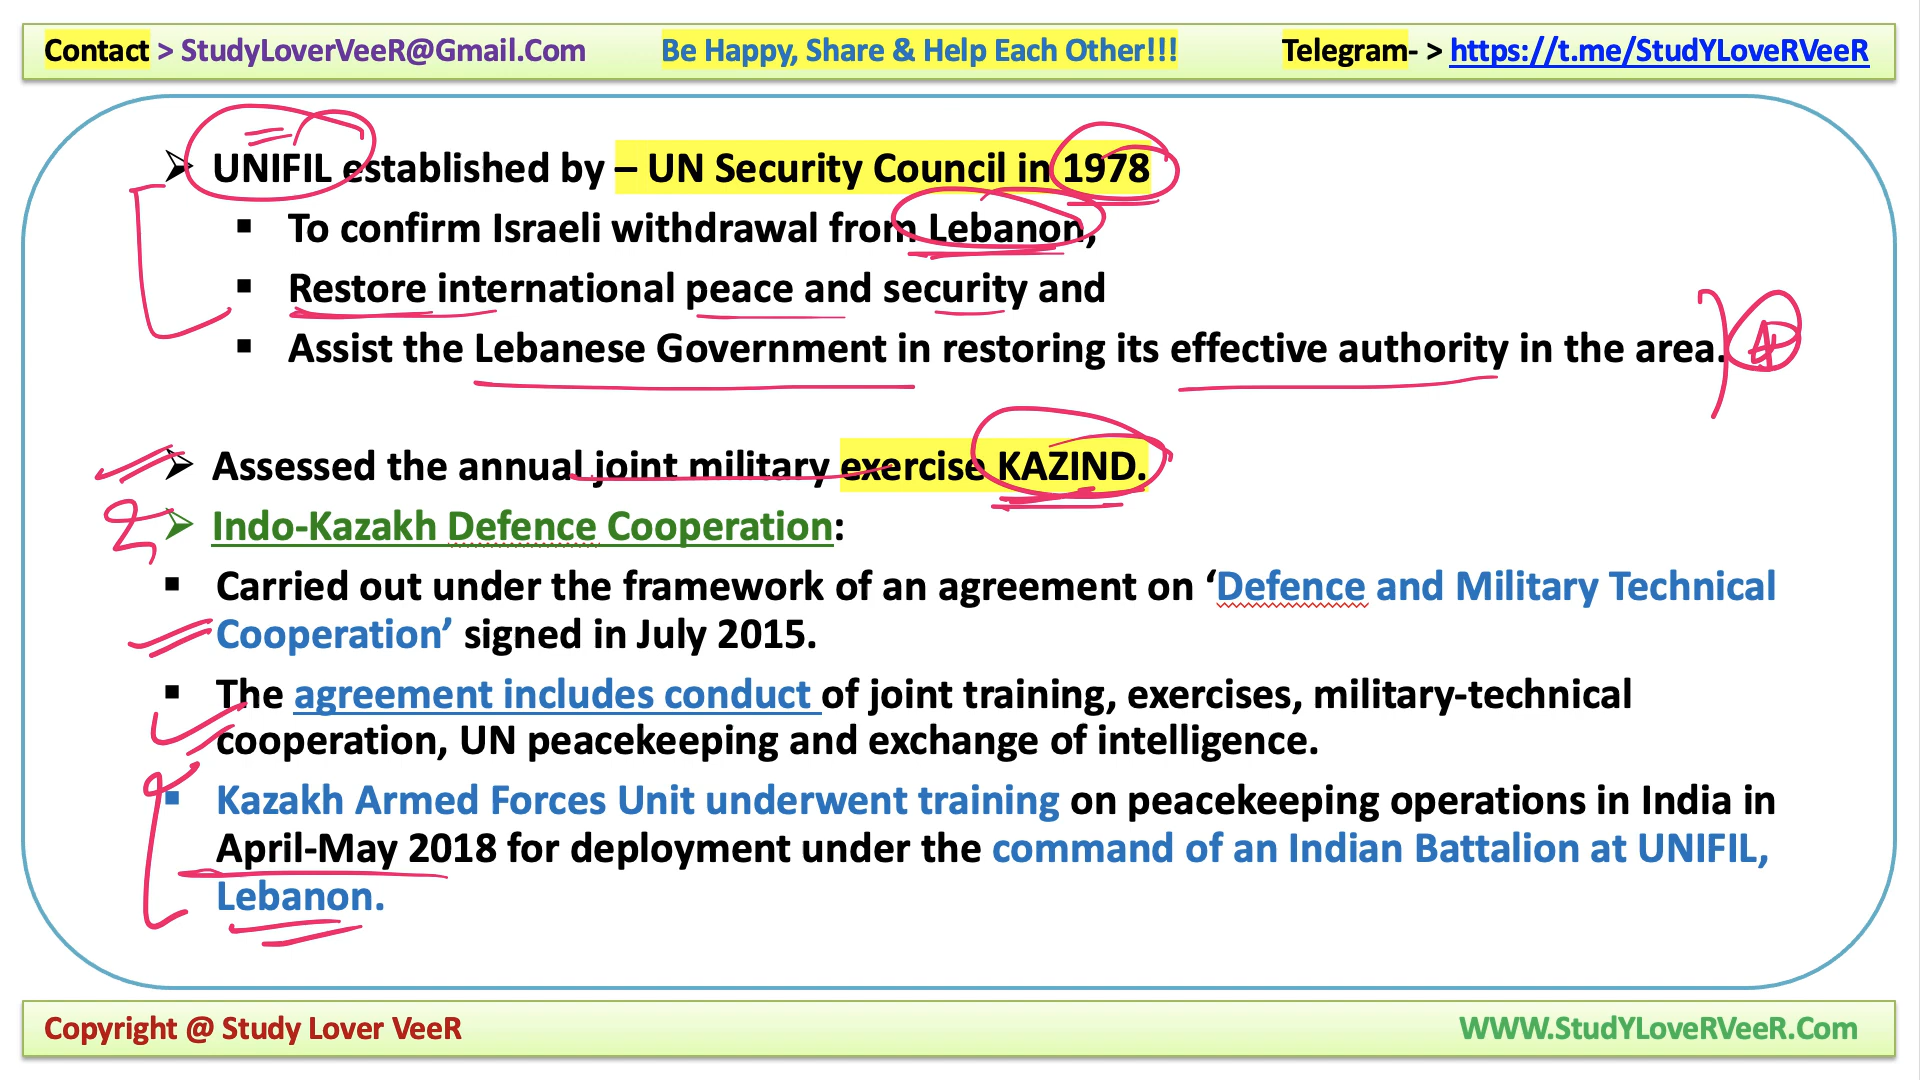 Contact > StudyLoverVeeR@Gmail.Com Be Happy, Share & Help Each Other!!! Telegram- > https://t.me/StudYLoveRVeeR
➢ UNIFIL established by – UN Security Council in 1978
▪ To confirm Israeli withdrawal from Lebanon,
▪ Restore international peace and security and
▪ Assist the Lebanese Government in restoring its effective authority in the area.
➢ Assessed the annual joint military exercise KAZIND.
➢ Indo-Kazakh Defence Cooperation:
▪ Carried out under the framework of an agreement on ‘Defence and Military Technical
Cooperation’ signed in July 2015.
▪ The agreement includes conduct of joint training, exercises, military-technical
cooperation, UN peacekeeping and exchange of intelligence.
▪ Kazakh Armed Forces Unit underwent training on peacekeeping operations in India in
April-May 2018 for deployment under the command of an Indian Battalion at UNIFIL,
Lebanon.
Copyright @ Study Lover VeeR WWW.StudYLoveRVeeR.Com